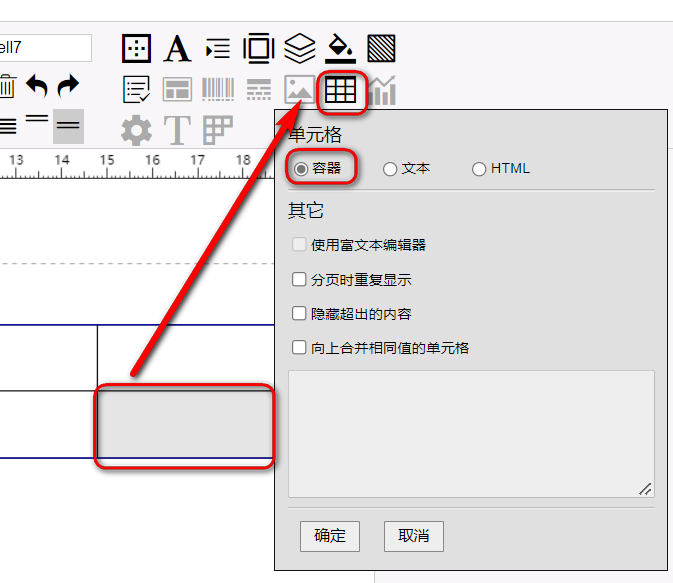 ell7
13 14 15 16 17 18
单元格
容器 文本 HTML
其它
使用富文本编辑器
分页时重复显示
隐藏超出的内容
向上合并相同值的单元格
确定 取消